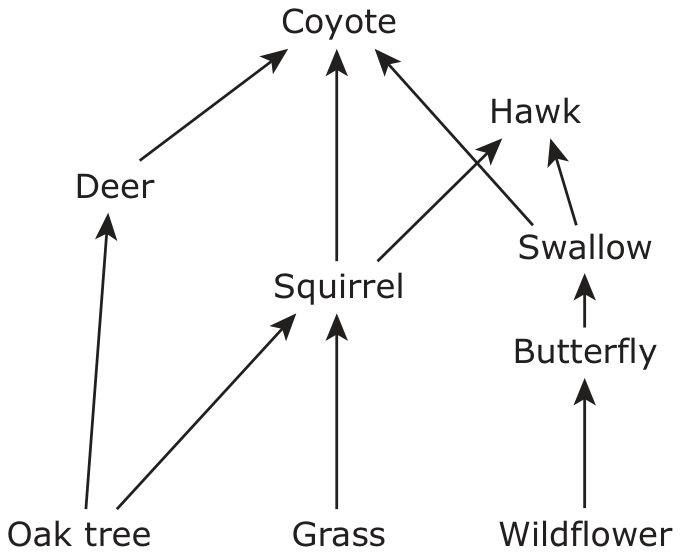 Coyote
Hawk
Deer
Swallow
Squirrel
Butterfly
Oak tree
Grass
Wildflower